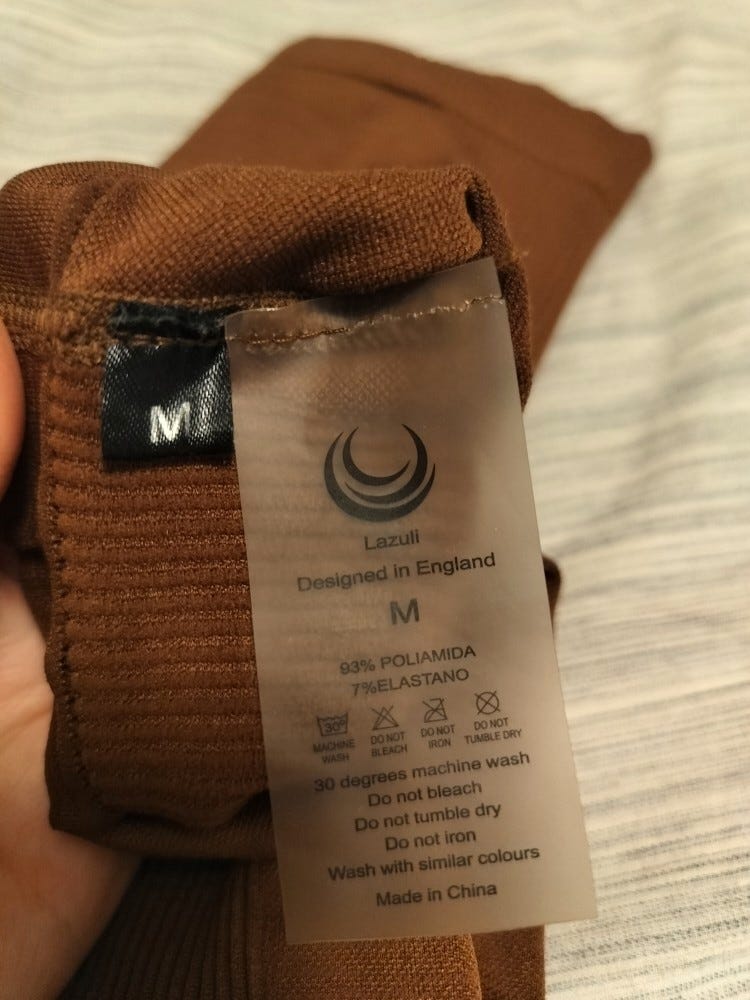 M
Lazuli
Designed in England
M
93% POLIAMIDA
7%ELASTANO
30°
MACHINE WASH
DO NOT BLEACH
DO NOT IRON
DO NOT TUMBLE DRY
30 degrees machine wash
Do not bleach
Do not tumble dry
Do not iron
Wash with similar colours
Made in China